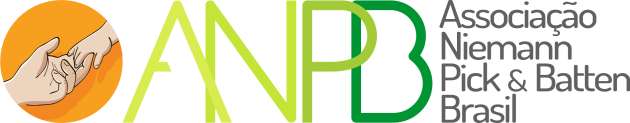 ANPB
Associação
Niemann
Pick & Batten
Brasil